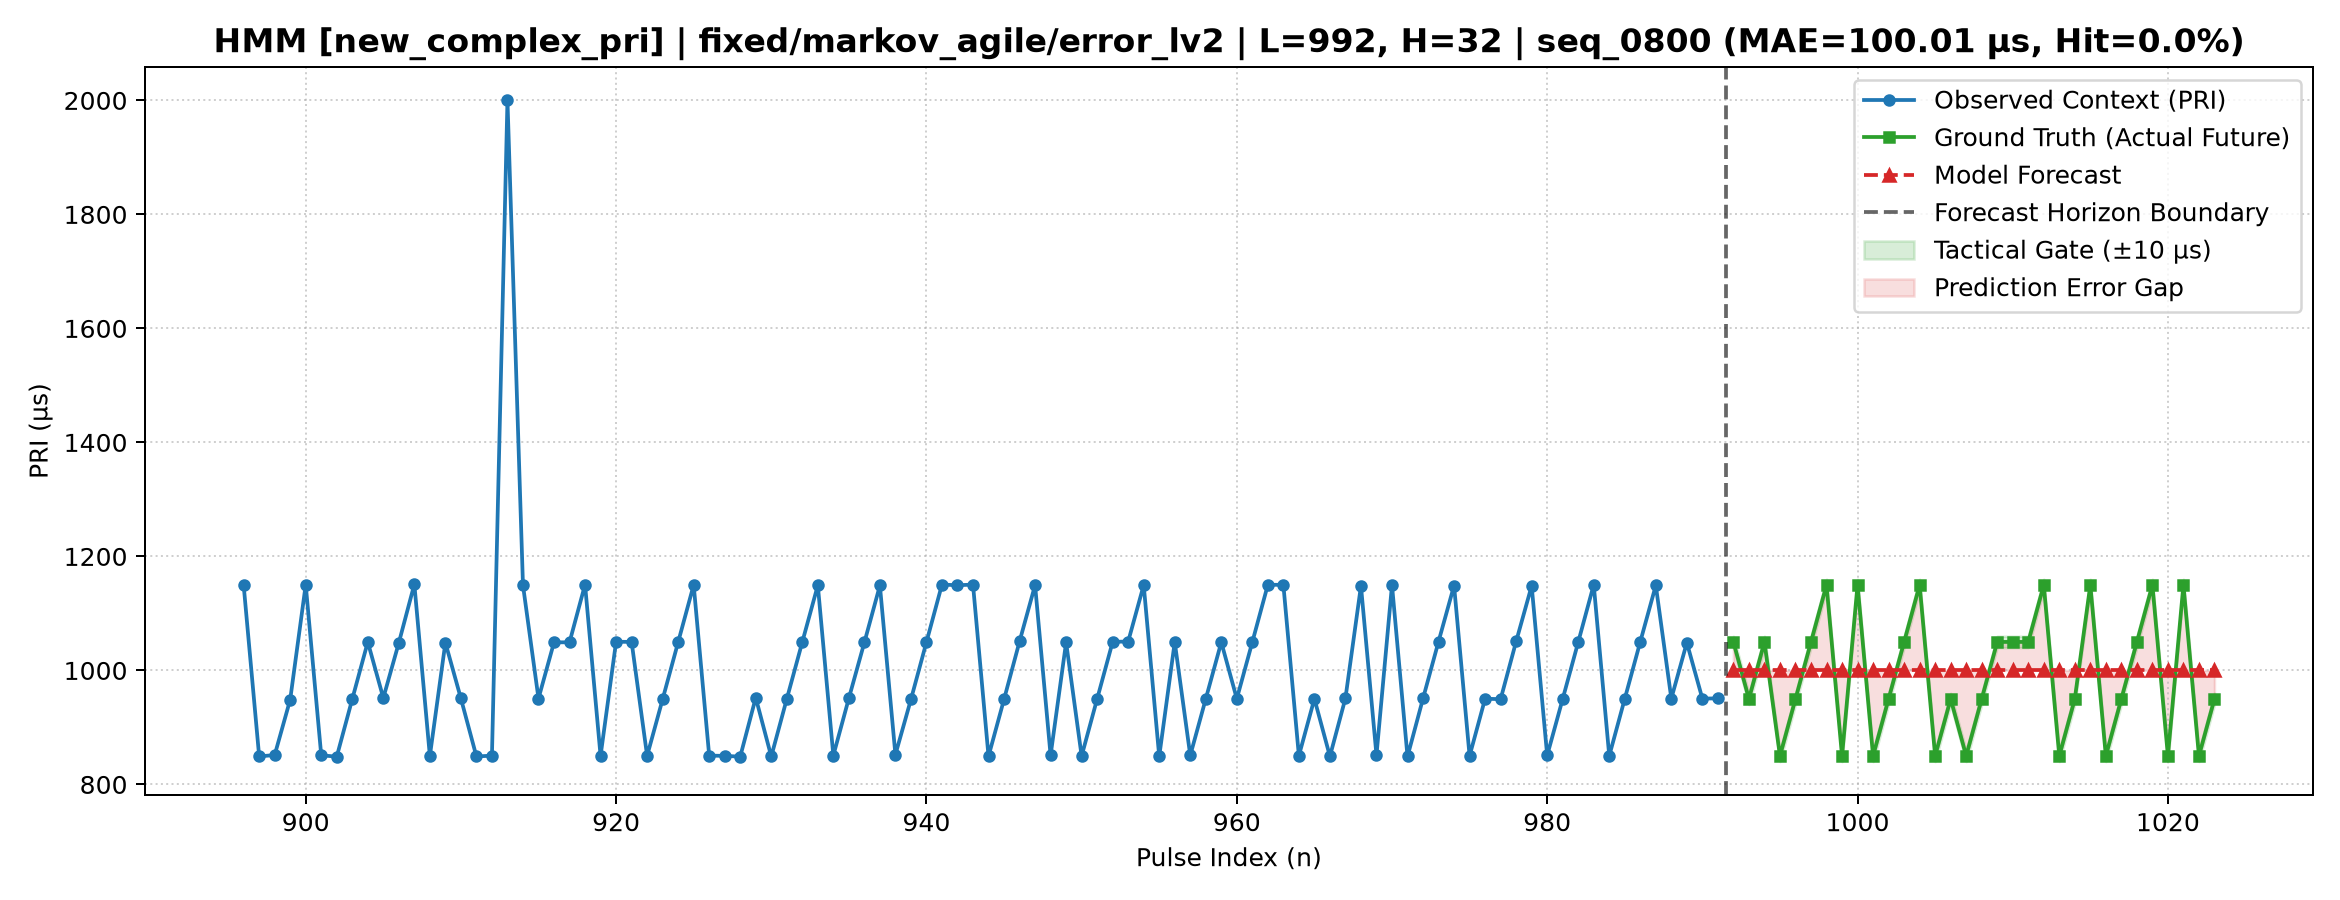 HMM [new_complex_pri] | fixed/markov_agile/error_lv2 | L=992, H=32 | seq_0800 (MAE=100.01 µs, Hit=0.0%)
Observed Context (PRI)
Ground Truth (Actual Future)
Model Forecast
Forecast Horizon Boundary
Tactical Gate (±10 µs)
Prediction Error Gap
PRI (µs)
2000
1800
1600
1400
1200
1000
800
900
920
940
960
980
1000
1020
Pulse Index (n)